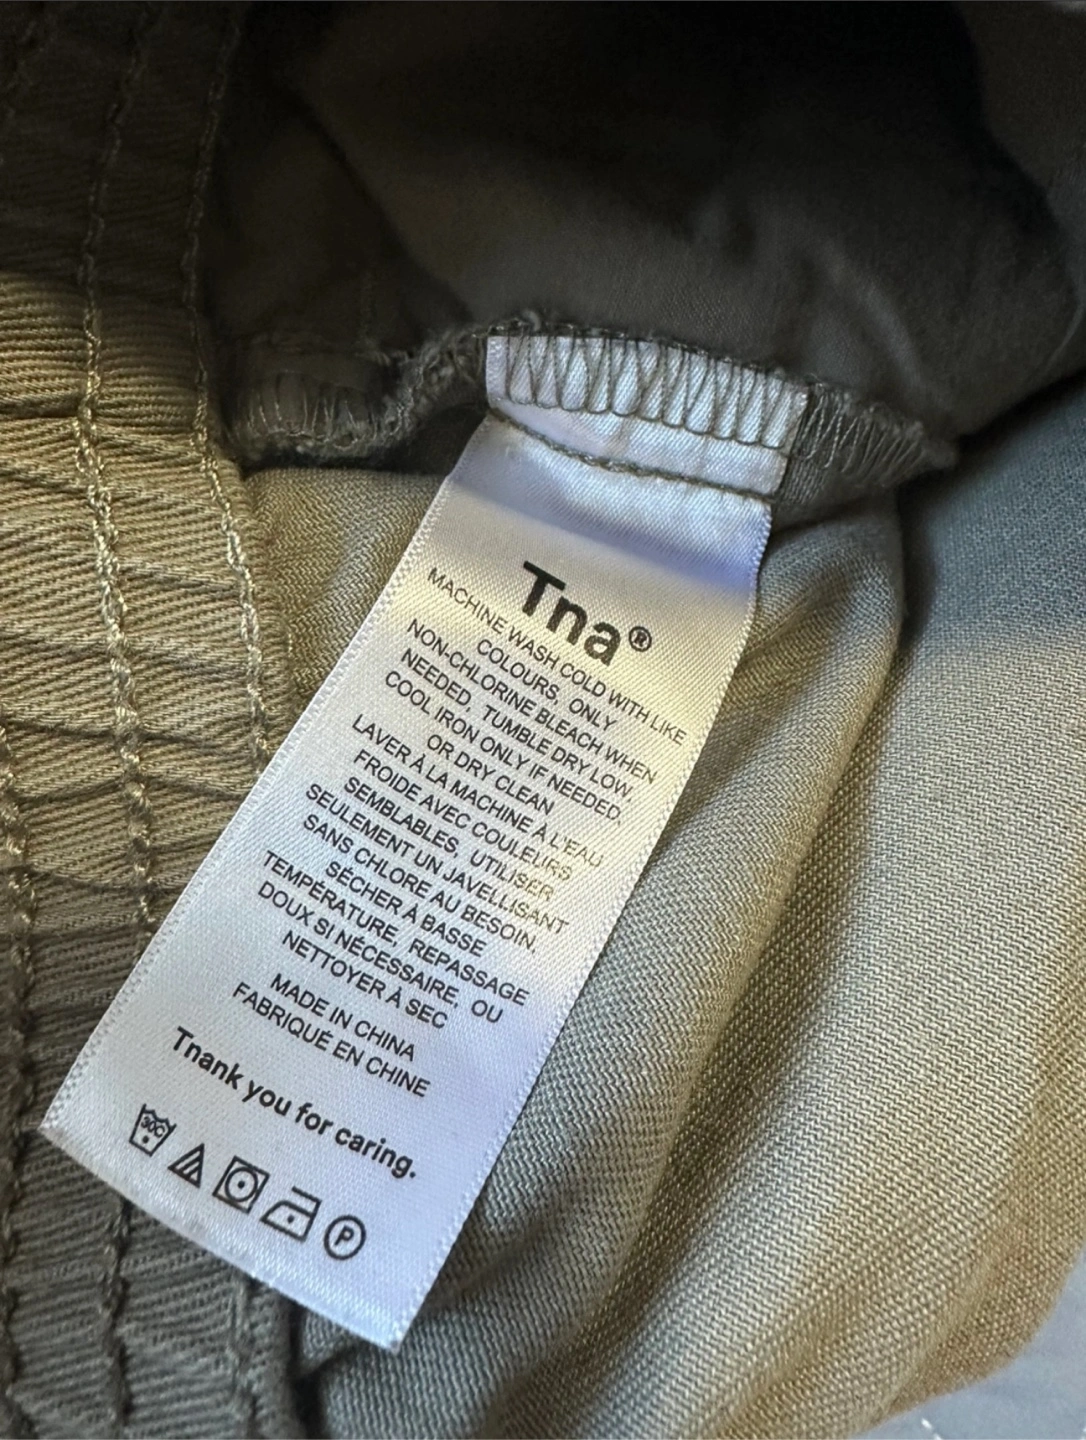 Tna®
MACHINE WASH COLD WITH LIKE
COLOURS, ONLY
NON-CHLORINE BLEACH WHEN
NEEDED, TUMBLE DRY LOW,
COOL IRON ONLY IF NEEDED,
OR DRY CLEAN
LAVER À LA MACHINE À L'EAU
FROIDE AVEC COULEURS
SEMBLABLES, UTILISER
SEULEMENT UN JAVELLISANT
SANS CHLORE AU BESOIN,
SÉCHER À BASSE
TEMPÉRATURE, REPASSAGE
DOUX SI NÉCESSAIRE, OU
NETTOYER À SEC
MADE IN CHINA
FABRIQUÉ EN CHINE
Tnank you for caring.
30C P